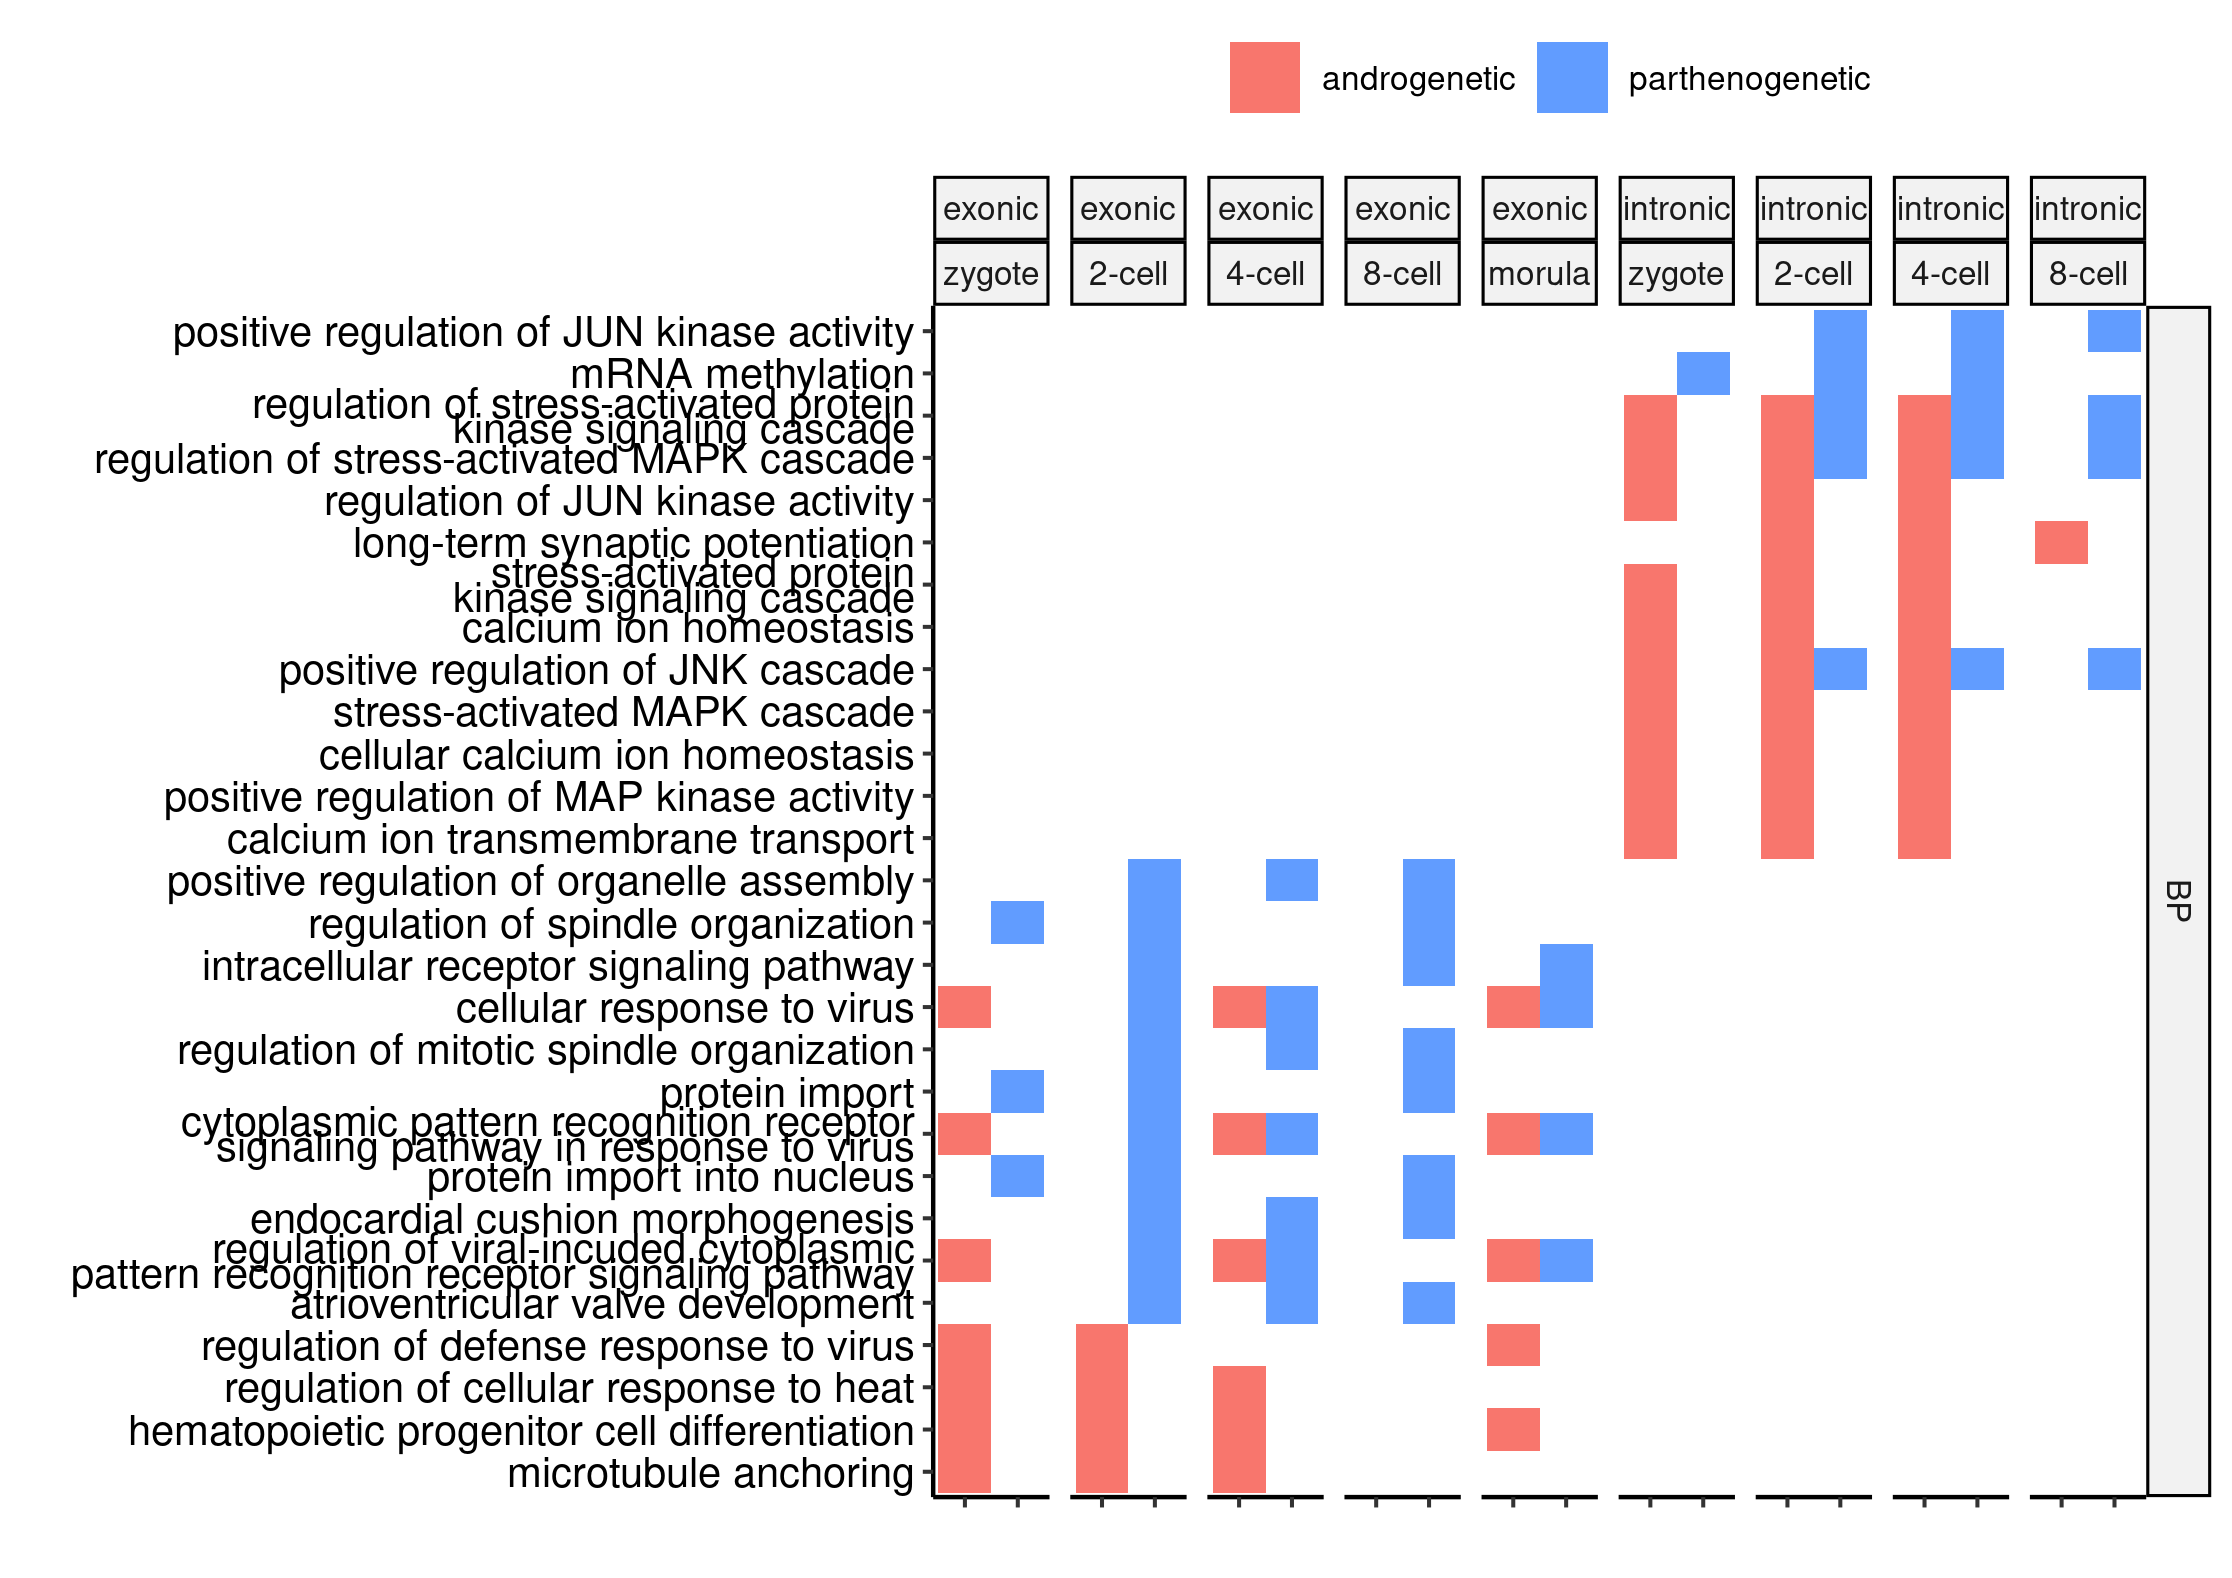 androgenetic parthenogenetic
exonic exonic exonic exonic exonic intronic intronic intronic intronic
zygote 2-cell 4-cell 8-cell morula zygote 2-cell 4-cell 8-cell
positive regulation of JUN kinase activity
mRNA methylation
regulation of stress-activated protein
kinase signaling cascade
regulation of stress-activated MAPK cascade
regulation of JUN kinase activity
long-term synaptic potentiation
stress-activated protein
kinase signaling cascade
calcium ion homeostasis
positive regulation of JNK cascade
stress-activated MAPK cascade
cellular calcium ion homeostasis
positive regulation of MAP kinase activity
calcium ion transmembrane transport
positive regulation of organelle assembly
regulation of spindle organization
intracellular receptor signaling pathway
cellular response to virus
regulation of mitotic spindle organization
protein import
cytoplasmic pattern recognition receptor
signaling pathway in response to virus
protein import into nucleus
endocardial cushion morphogenesis
regulation of viral-incuded cytoplasmic
pattern recognition receptor signaling pathway
atrioventricular valve development
regulation of defense response to virus
regulation of cellular response to heat
hematopoietic progenitor cell differentiation
microtubule anchoring
BP